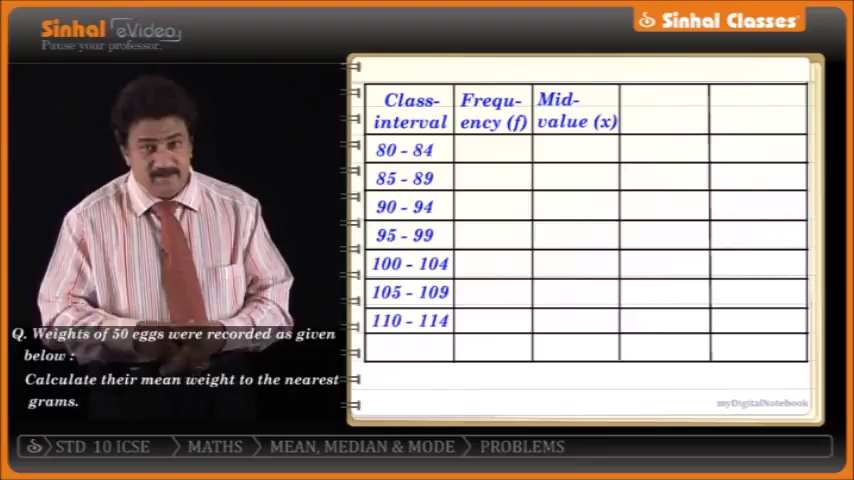 Sinhal eVideo
Pause your professor.
Sinhal Classes
Class-
interval
Frequ-
ency (f)
Mid-
value (x)
80 - 84
85 - 89
90 - 94
95 - 99
100 - 104
105 - 109
110 - 114
Q. Weights of 50 eggs were recorded as given
below :
Calculate their mean weight to the nearest
grams.
myDigitalNotebook
STD 10 ICSE
MATHS
MEAN, MEDIAN & MODE
PROBLEMS